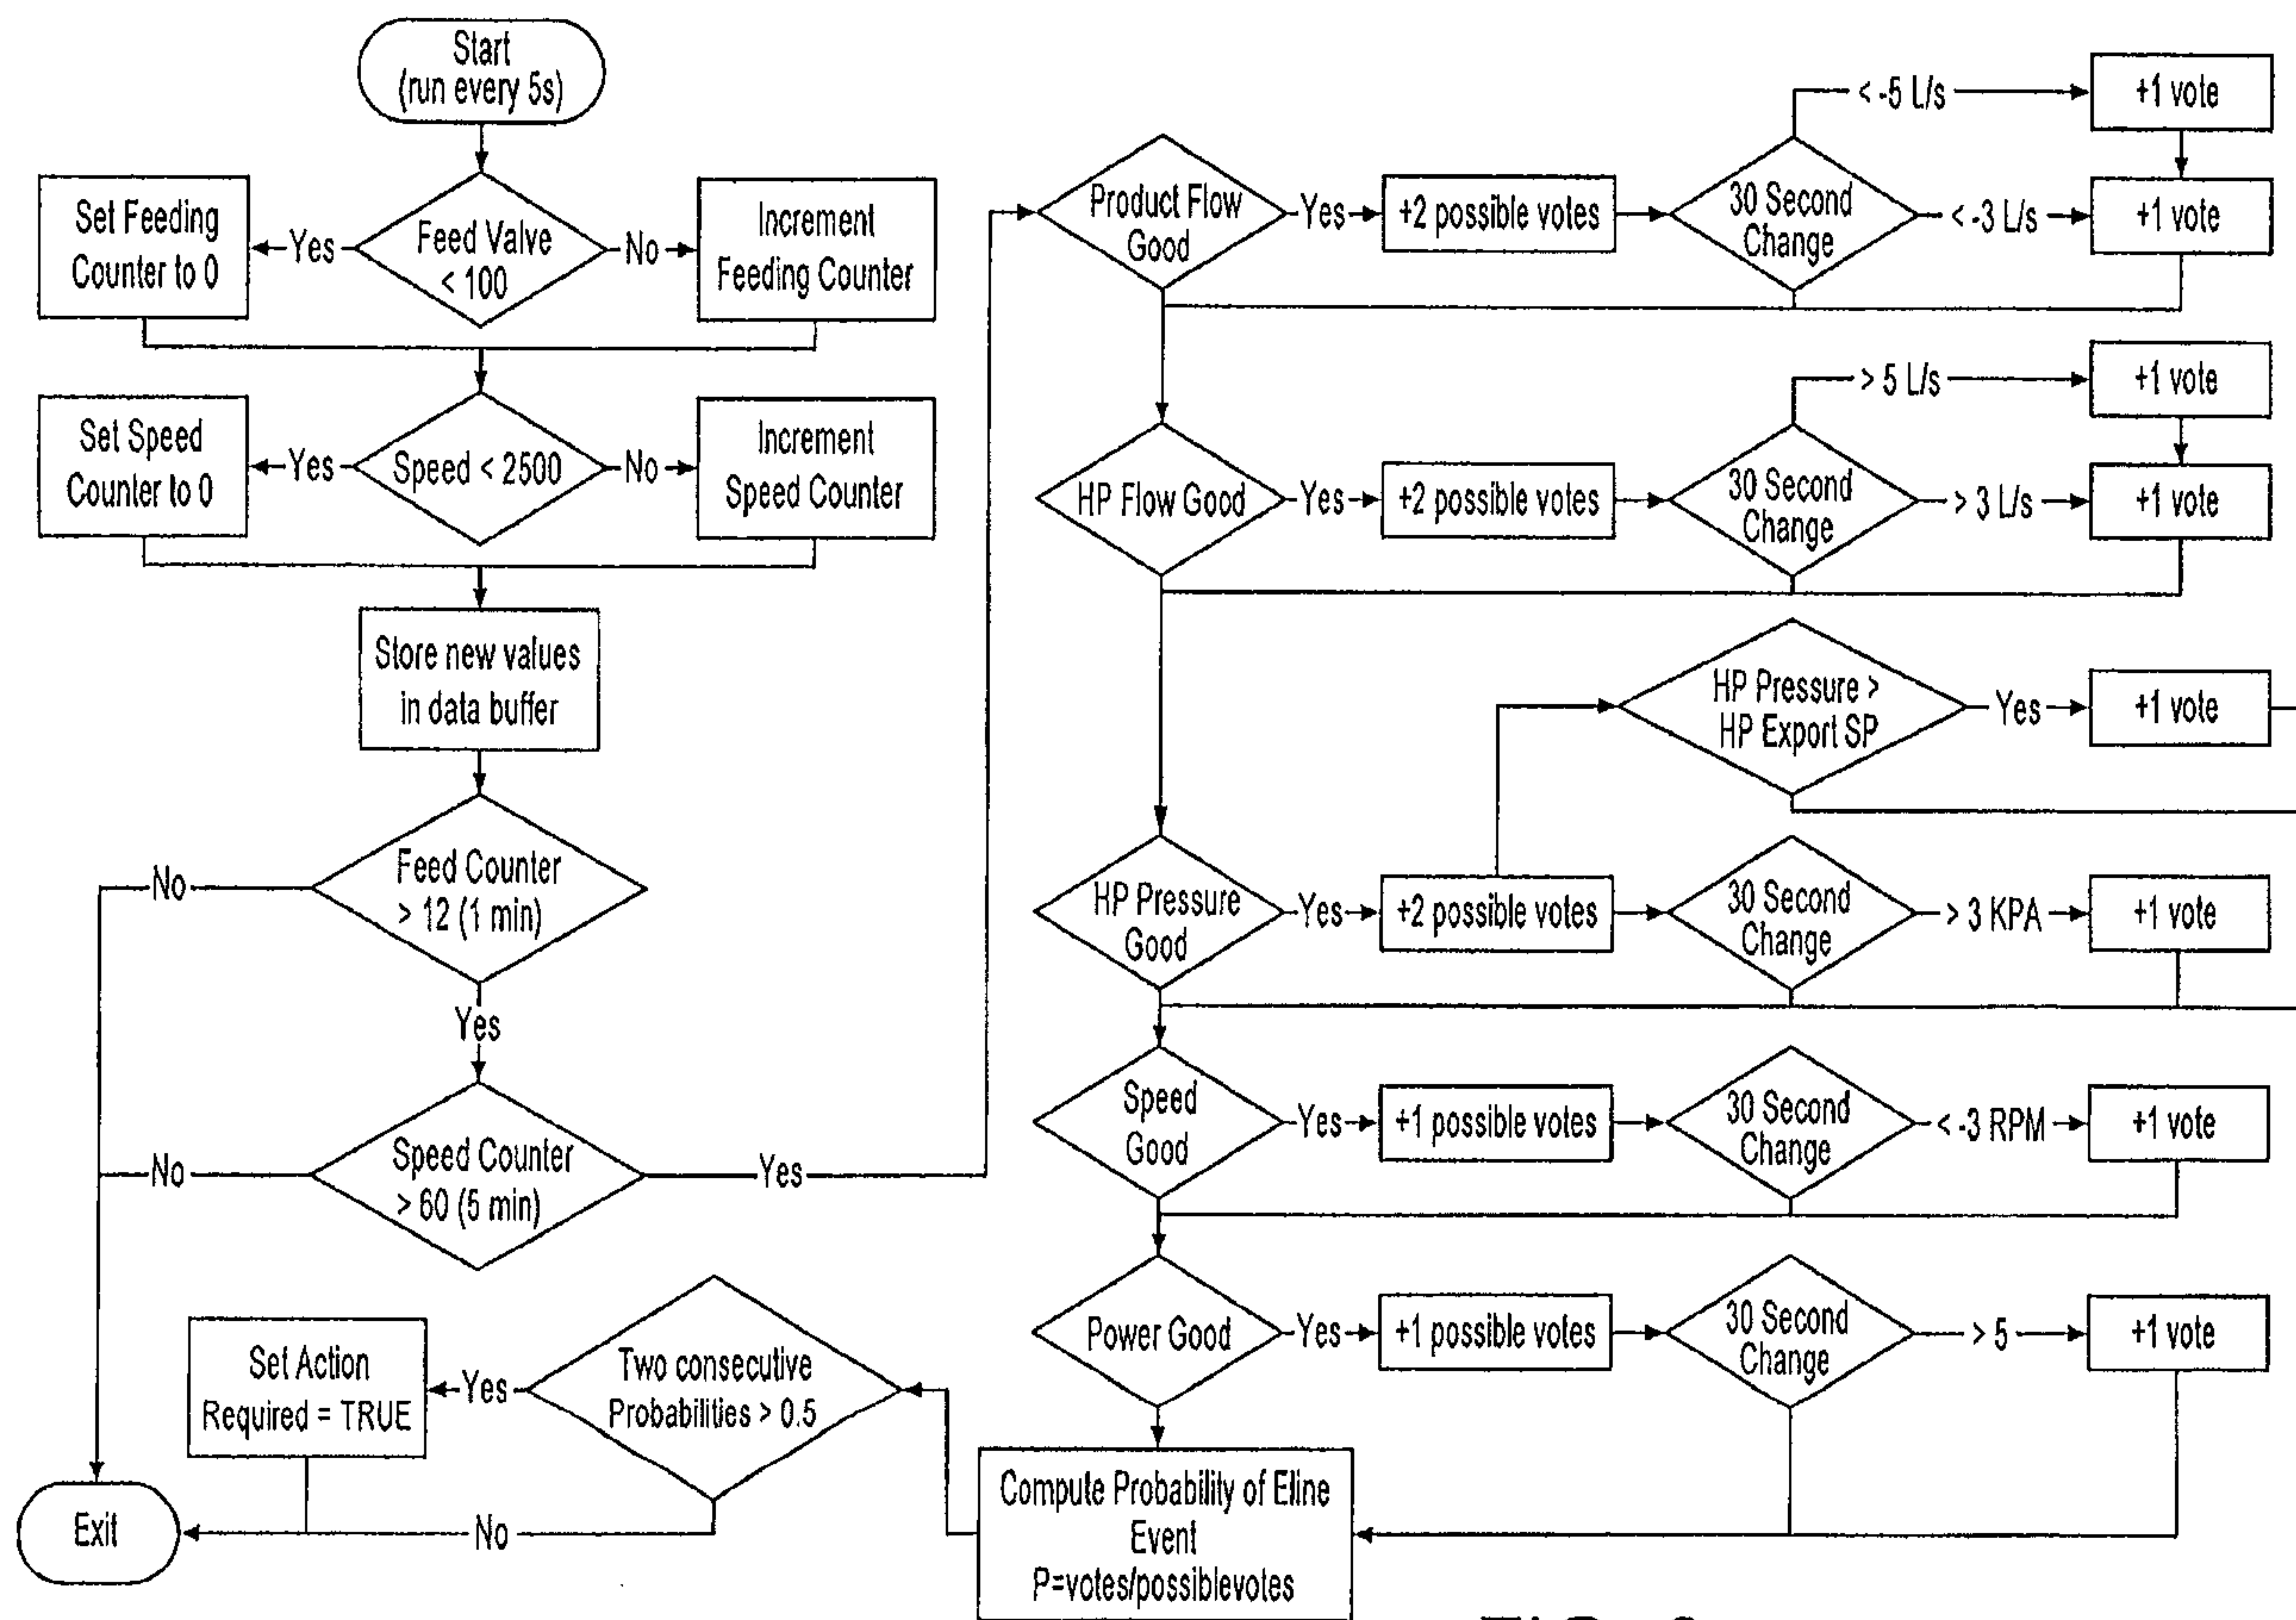 Start
(run every 5s)
Set Feeding
Counter to 0
Yes
Feed Valve
< 100
No
Increment
Feeding Counter
Set Speed
Counter to 0
Yes
Speed < 2500
No
Increment
Speed Counter
Store new values
in data buffer
No
Feed Counter
> 12 (1 min)
Yes
No
Speed Counter
> 60 (5 min)
Yes
Product Flow
Good
Yes
+2 possible votes
30 Second
Change
< -5 L/s
+1 vote
< -3 L/s
+1 vote
HP Flow Good
Yes
+2 possible votes
30 Second
Change
> 5 L/s
+1 vote
> 3 L/s
+1 vote
HP Pressure >
HP Export SP
Yes
+1 vote
HP Pressure
Good
Yes
+2 possible votes
30 Second
Change
> 3 KPA
+1 vote
Speed
Good
Yes
+1 possible votes
30 Second
Change
< -3 RPM
+1 vote
Power Good
Yes
+1 possible votes
30 Second
Change
> 5
+1 vote
Compute Probability of Eline
Event
P=votes/possiblevotes
Two consecutive
Probabilities > 0.5
Yes
Set Action
Required = TRUE
No
Exit